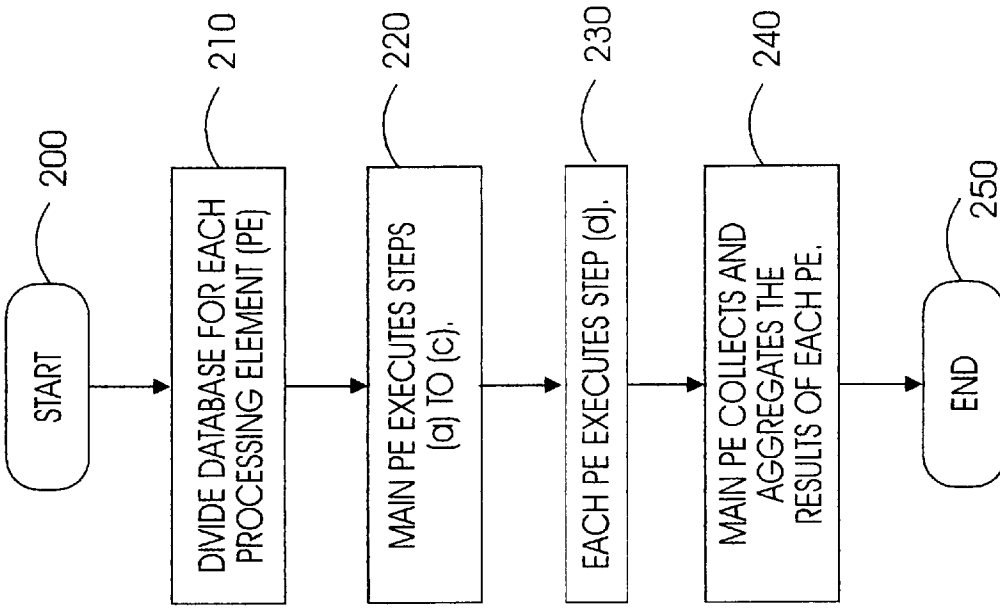 START
200
DIVIDE DATABASE FOR EACH
PROCESSING ELEMENT (PE)
210
MAIN PE EXECUTES STEPS
(a) TO (c).
220
EACH PE EXECUTES STEP (a).
230
MAIN PE COLLECTS AND
AGGREGATES THE
RESULTS OF EACH PE.
240
END
250